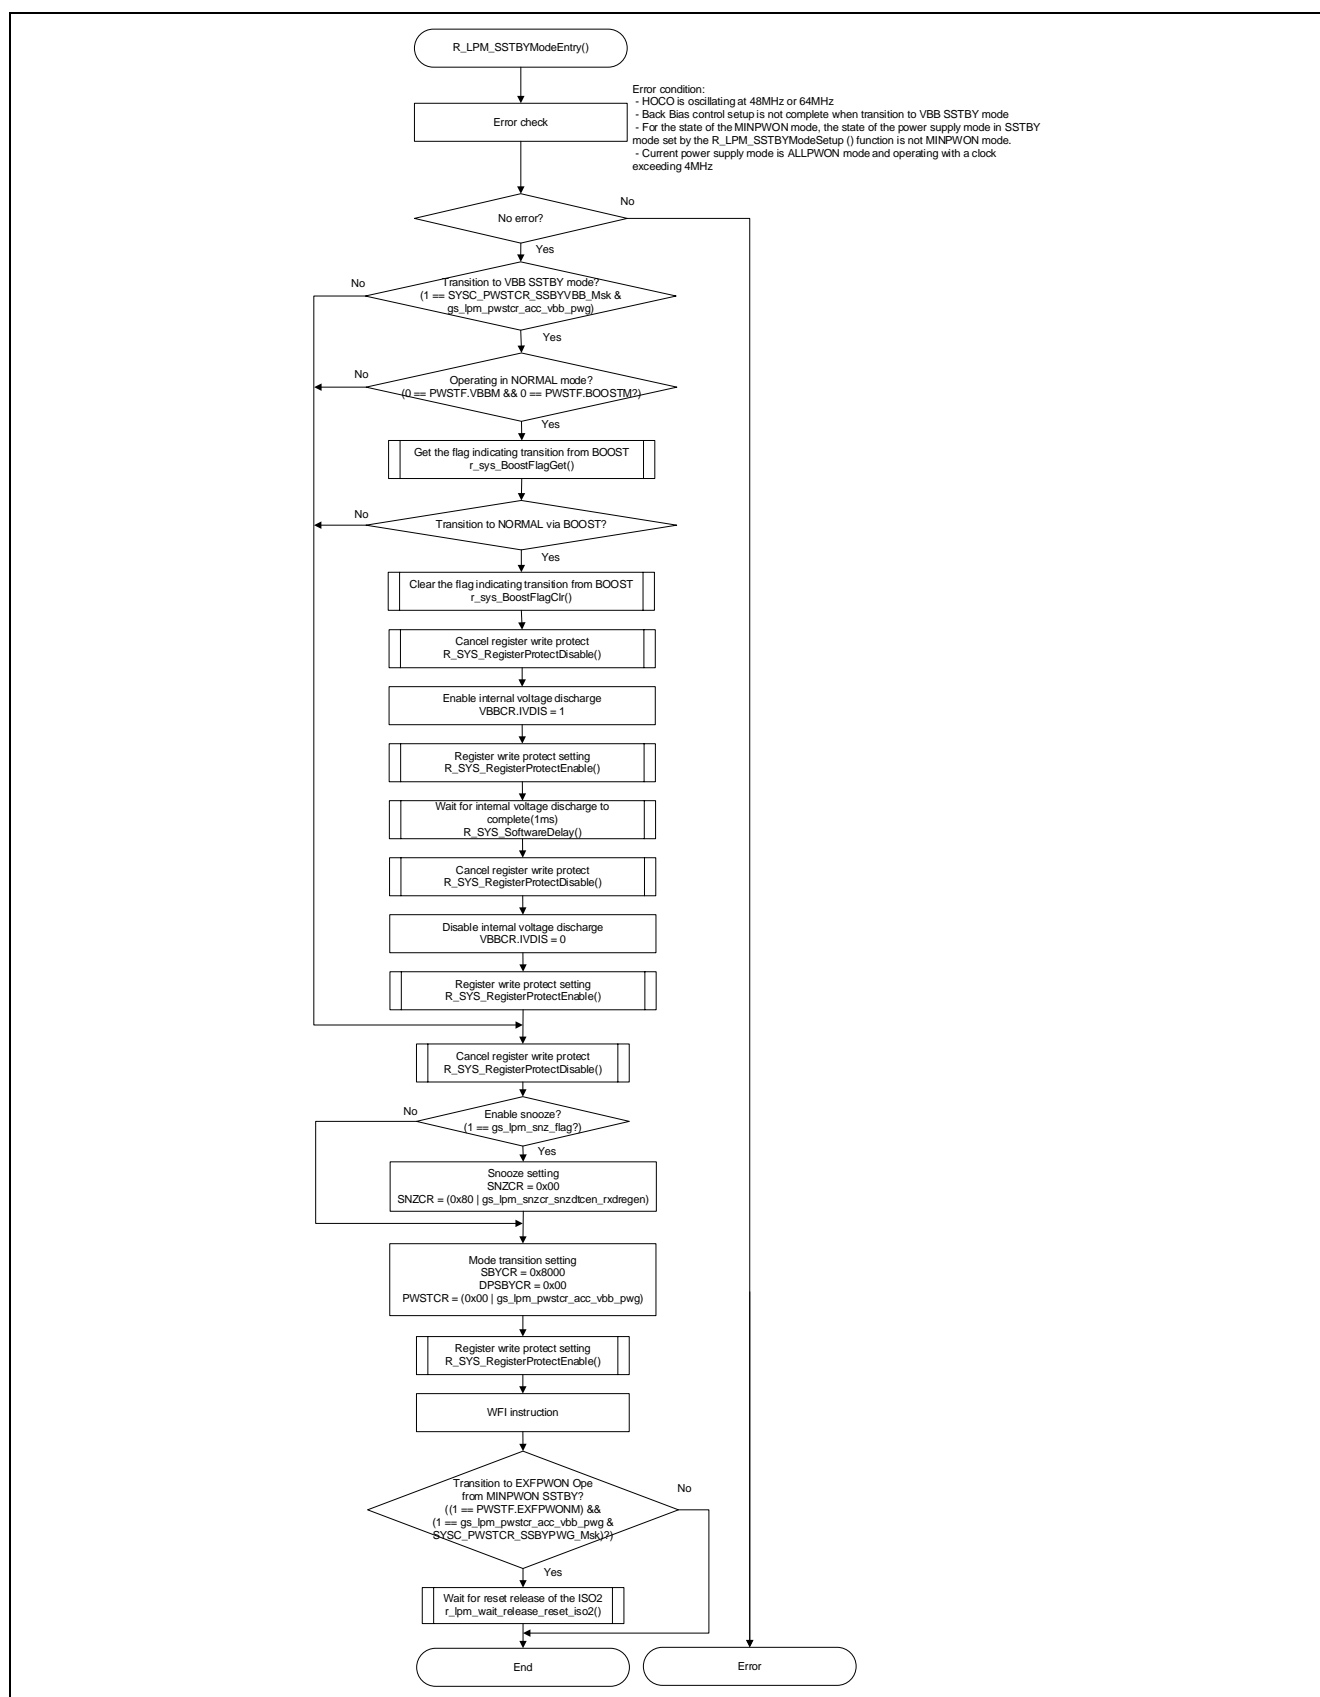 R_LPM_SSTBYModeEntry()
Error check
Error condition:
- HOCO is oscillating at 48MHz or 64MHz
- Back Bias control setup is not complete when transition to VBB SSTBY mode
- For the state of the MINPWON mode, the state of the power supply mode in SSTBY
mode set by the R_LPM_SSTBYModeSetup () function is not MINPWON mode.
- Current power supply mode is ALLPWON mode and operating with a clock
exceeding 4MHz
No error?
No
Yes
Transition to VBB SSTBY mode?
(1 == SYSC_PWSTCR_SSBYVBB_Msk &
gs_lpm_pwstcr_acc_vbb_pwg)
No
Yes
Operating in NORMAL mode?
(0 == PWSTF.VBBM && 0 == PWSTF.BOOSTM?)
No
Yes
Get the flag indicating transition from BOOST
r_sys_BoostFlagGet()
Transition to NORMAL via BOOST?
No
Yes
Clear the flag indicating transition from BOOST
r_sys_BoostFlagClr()
Cancel register write protect
R_SYS_RegisterProtectDisable()
Enable internal voltage discharge
VBBCR.IVDIS = 1
Register write protect setting
R_SYS_RegisterProtectEnable()
Wait for internal voltage discharge to
complete(1ms)
R_SYS_SoftwareDelay()
Cancel register write protect
R_SYS_RegisterProtectDisable()
Disable internal voltage discharge
VBBCR.IVDIS = 0
Register write protect setting
R_SYS_RegisterProtectEnable()
Cancel register write protect
R_SYS_RegisterProtectDisable()
Enable snooze?
(1 == gs_lpm_snz_flag?)
No
Yes
Snooze setting
SNZCR = 0x00
SNZCR = (0x80 | gs_lpm_snzcr_snzdtcen_rxdregen)
Mode transition setting
SBYCR = 0x8000
DPSBYCR = 0x00
PWSTCR = (0x00 | gs_lpm_pwstcr_acc_vbb_pwg)
Register write protect setting
R_SYS_RegisterProtectEnable()
WFI instruction
Transition to EXFPWON Ope
from MINPWON SSTBY?
((1 == PWSTF.EXFPWONM) &&
(1 == gs_lpm_pwstcr_acc_vbb_pwg &
SYSC_PWSTCR_SSBYPWG_Msk)?)
No
Yes
Wait for reset release of the ISO2
r_lpm_wait_release_reset_iso2()
End
Error